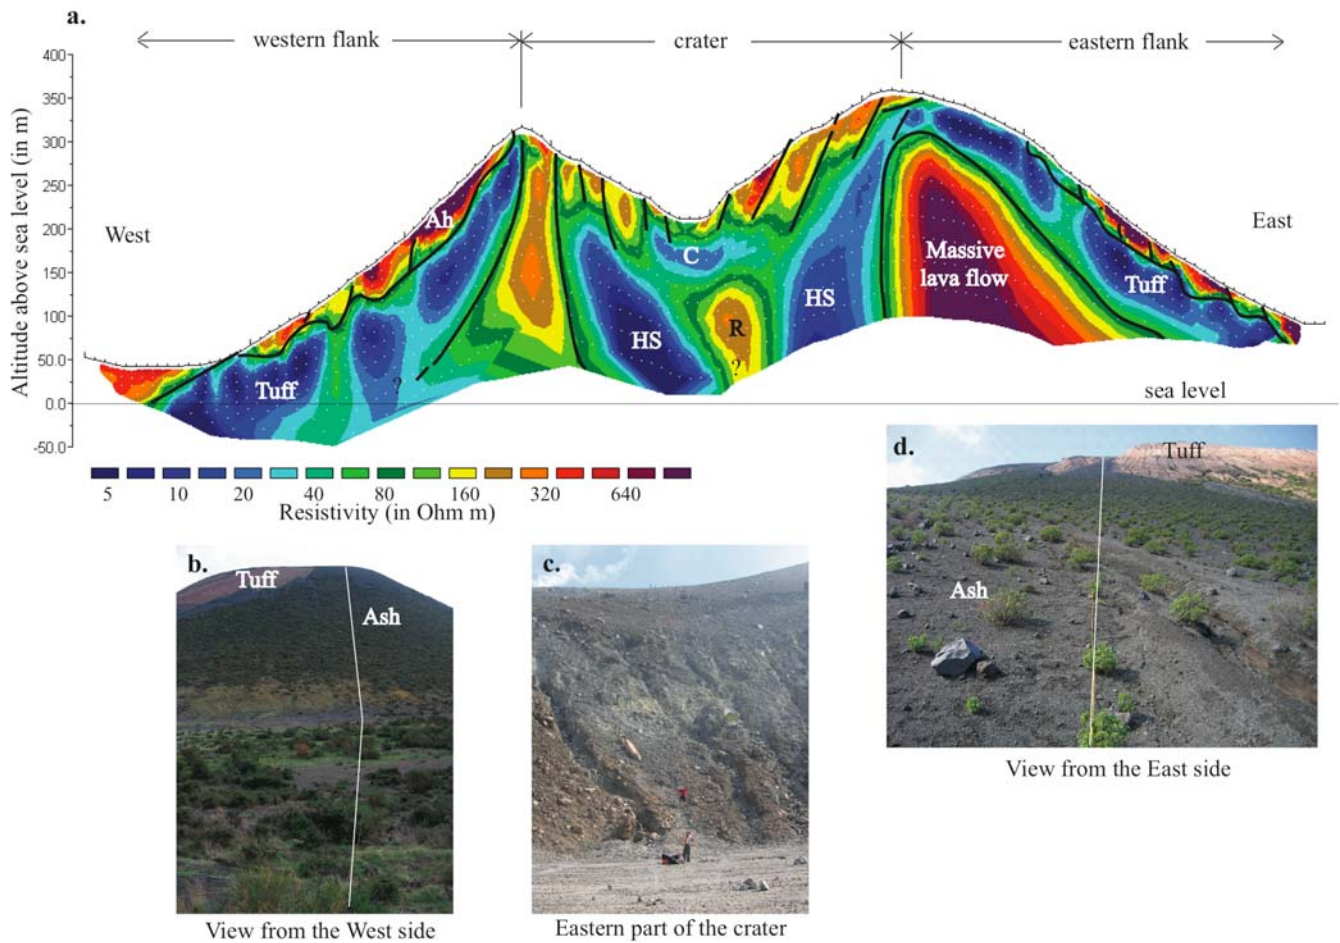 a.
western flank
crater
eastern flank
Altitude above sea level (in m)
400
350
300
250
200
150
100
50.0
0.0
-50.0
West
East
Ah
C
HS
R
?
HS
Massive
lava flow
Tuff
Tuff
?
sea level
5 10 20 40 80 160 320 640
Resistivity (in Ohm m)
b.
Tuff
Ash
View from the West side
c.
Eastern part of the crater
d.
Tuff
Ash
View from the East side